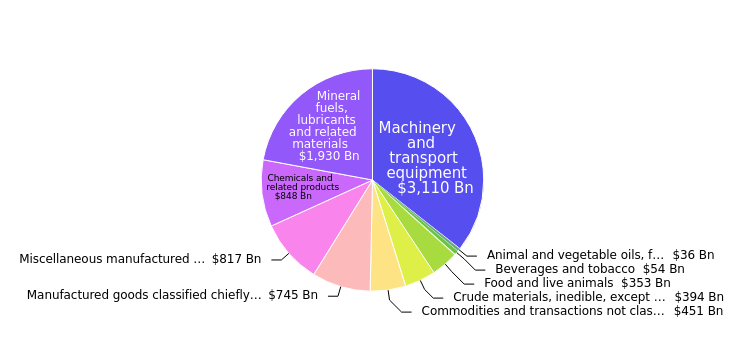 Mineral
fuels,
lubricants
and related
materials
$1,930 Bn
Machinery
and
transport
equipment
$3,110 Bn
Chemicals and
related products
$848 Bn
Miscellaneous manufactured … $817 Bn
Manufactured goods classified chiefly… $745 Bn
Animal and vegetable oils, f… $36 Bn
Beverages and tobacco $54 Bn
Food and live animals $353 Bn
Crude materials, inedible, except … $394 Bn
Commodities and transactions not clas… $451 Bn